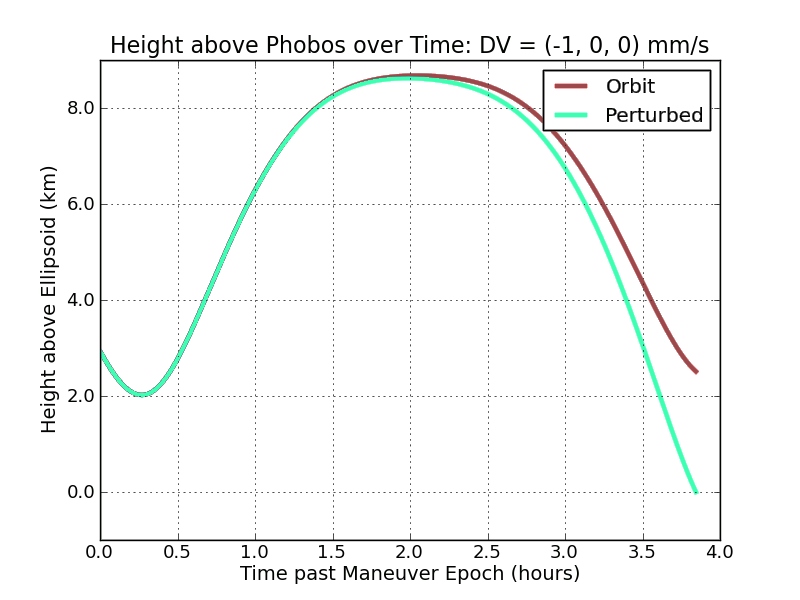 Height above Phobos over Time: DV = (-1, 0, 0) mm/s
Orbit
Perturbed
Height above Ellipsoid (km)
8.0
6.0
4.0
2.0
0.0
0.0 0.5 1.0 1.5 2.0 2.5 3.0 3.5 4.0
Time past Maneuver Epoch (hours)